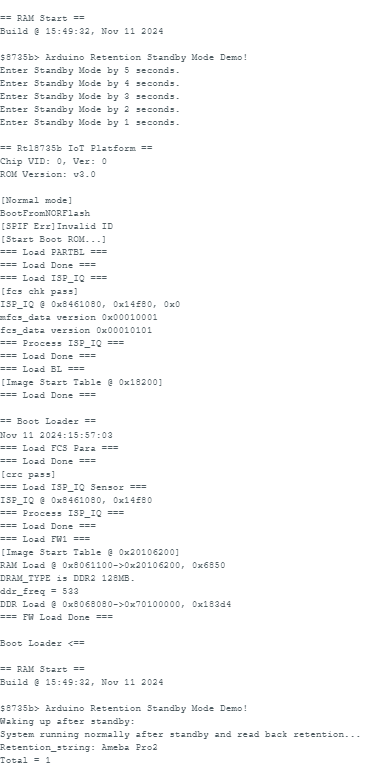 == RAM Start ==
Build @ 15:49:32, Nov 11 2024
$8735b> Arduino Retention Standby Mode Demo!
Enter Standby Mode by 5 seconds.
Enter Standby Mode by 4 seconds.
Enter Standby Mode by 3 seconds.
Enter Standby Mode by 2 seconds.
Enter Standby Mode by 1 seconds.
== Rtl8735b IoT Platform ==
Chip VID: 0, Ver: 0
ROM Version: v3.0
[Normal mode]
BootFromNORFlash
[SPIF Err]Invalid ID
[Start Boot ROM...]
=== Load PARTBL ===
=== Load Done ===
=== Load ISP_IQ ===
[fcs chk pass]
ISP_IQ @ 0x8461080, 0x14f80, 0x0
mfcs_data version 0x00010001
fcs_data version 0x00010101
=== Process ISP_IQ ===
=== Load Done ===
=== Load BL ===
[Image Start Table @ 0x18200]
=== Load Done ===
== Boot Loader ==
Nov 11 2024:15:57:03
=== Load FCS Para ===
=== Load Done ===
[crc pass]
=== Load ISP_IQ Sensor ===
ISP_IQ @ 0x8461080, 0x14f80
=== Process ISP_IQ ===
=== Load Done ===
=== Load FW1 ===
[Image Start Table @ 0x20106200]
RAM Load @ 0x8061100->0x20106200, 0x6850
DRAM_TYPE is DDR2 128MB.
ddr_freq = 533
DDR Load @ 0x8068080->0x70100000, 0x183d4
=== FW Load Done ===
Boot Loader <==
== RAM Start ==
Build @ 15:49:32, Nov 11 2024
$8735b> Arduino Retention Standby Mode Demo!
Waking up after standby:
System running normally after standby and read back retention...
Retention_string: Ameba Pro2
Total = 1